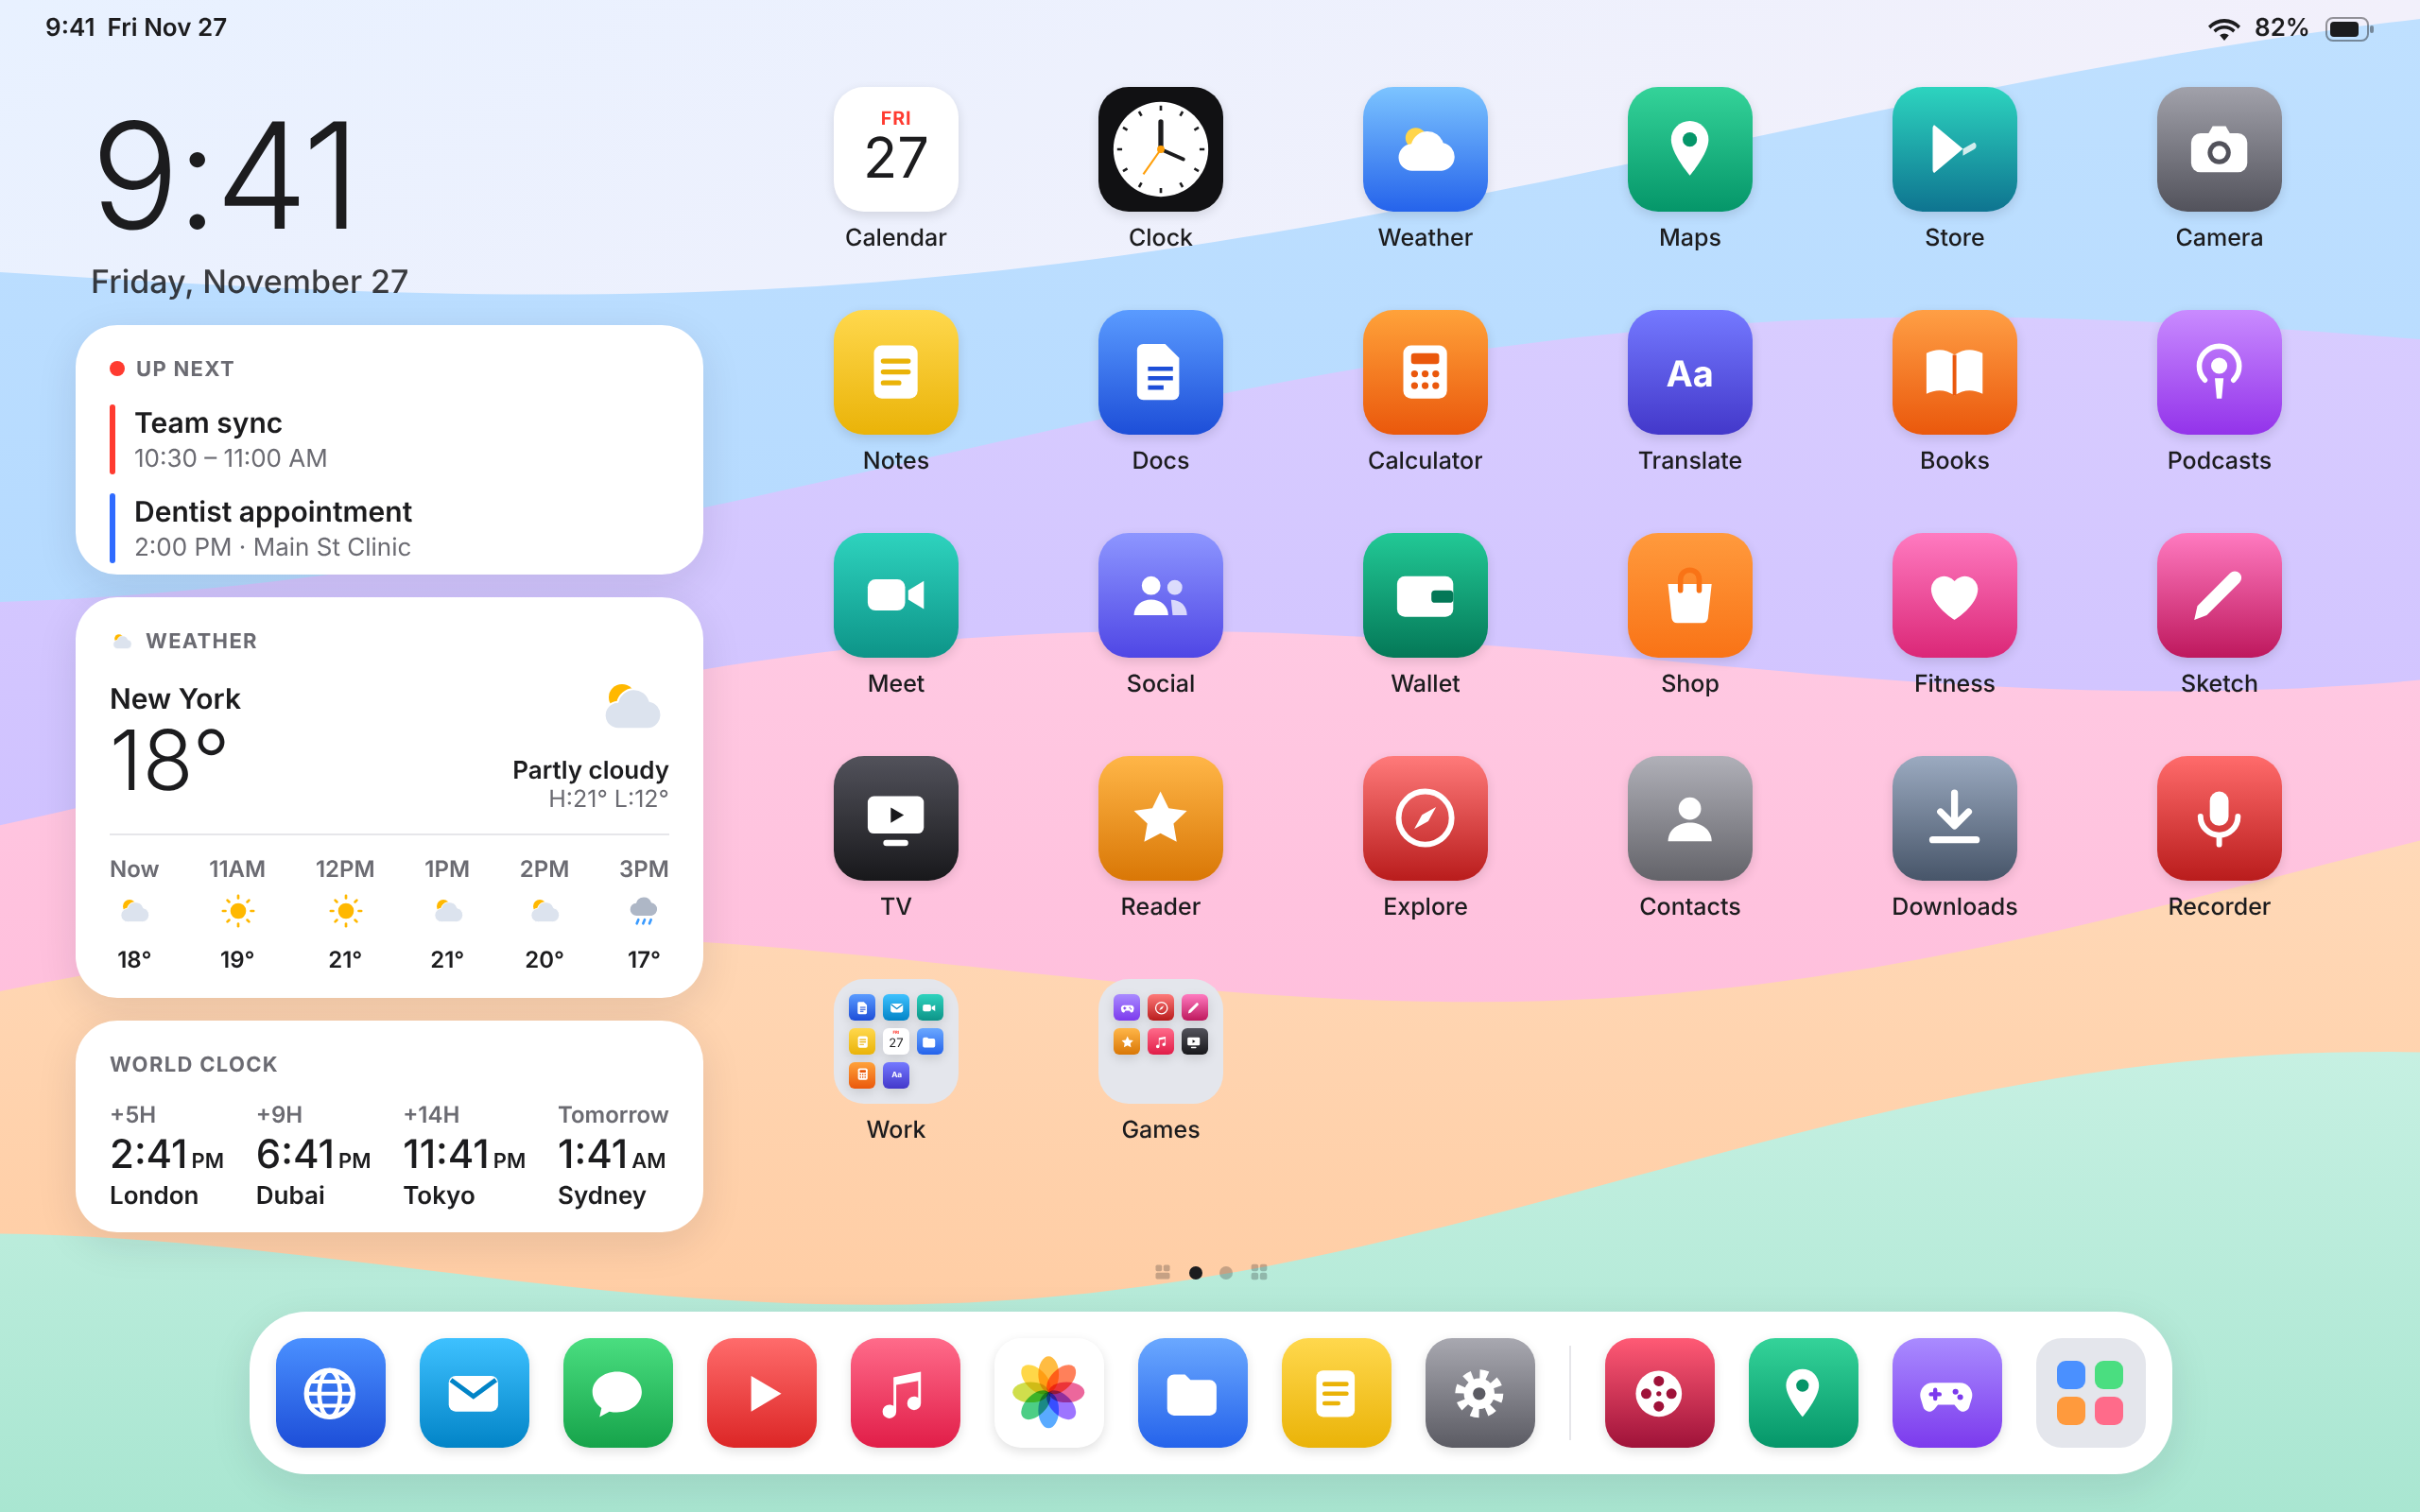 9:41 Fri Nov 27
82%
9:41
Friday, November 27
UP NEXT
Team sync
10:30 – 11:00 AM
Dentist appointment
2:00 PM · Main St Clinic
WEATHER
New York
18°
Partly cloudy
H:21° L:12°
Now 11AM 12PM 1PM 2PM 3PM
18° 19° 21° 21° 20° 17°
WORLD CLOCK
+5H +9H +14H Tomorrow
2:41PM 6:41PM 11:41PM 1:41AM
London Dubai Tokyo Sydney
FRI
27
Calendar Clock Weather Maps Store Camera
Aa
Notes Docs Calculator Translate Books Podcasts
Meet Social Wallet Shop Fitness Sketch
TV Reader Explore Contacts Downloads Recorder
FRI
27
Aa
Work Games